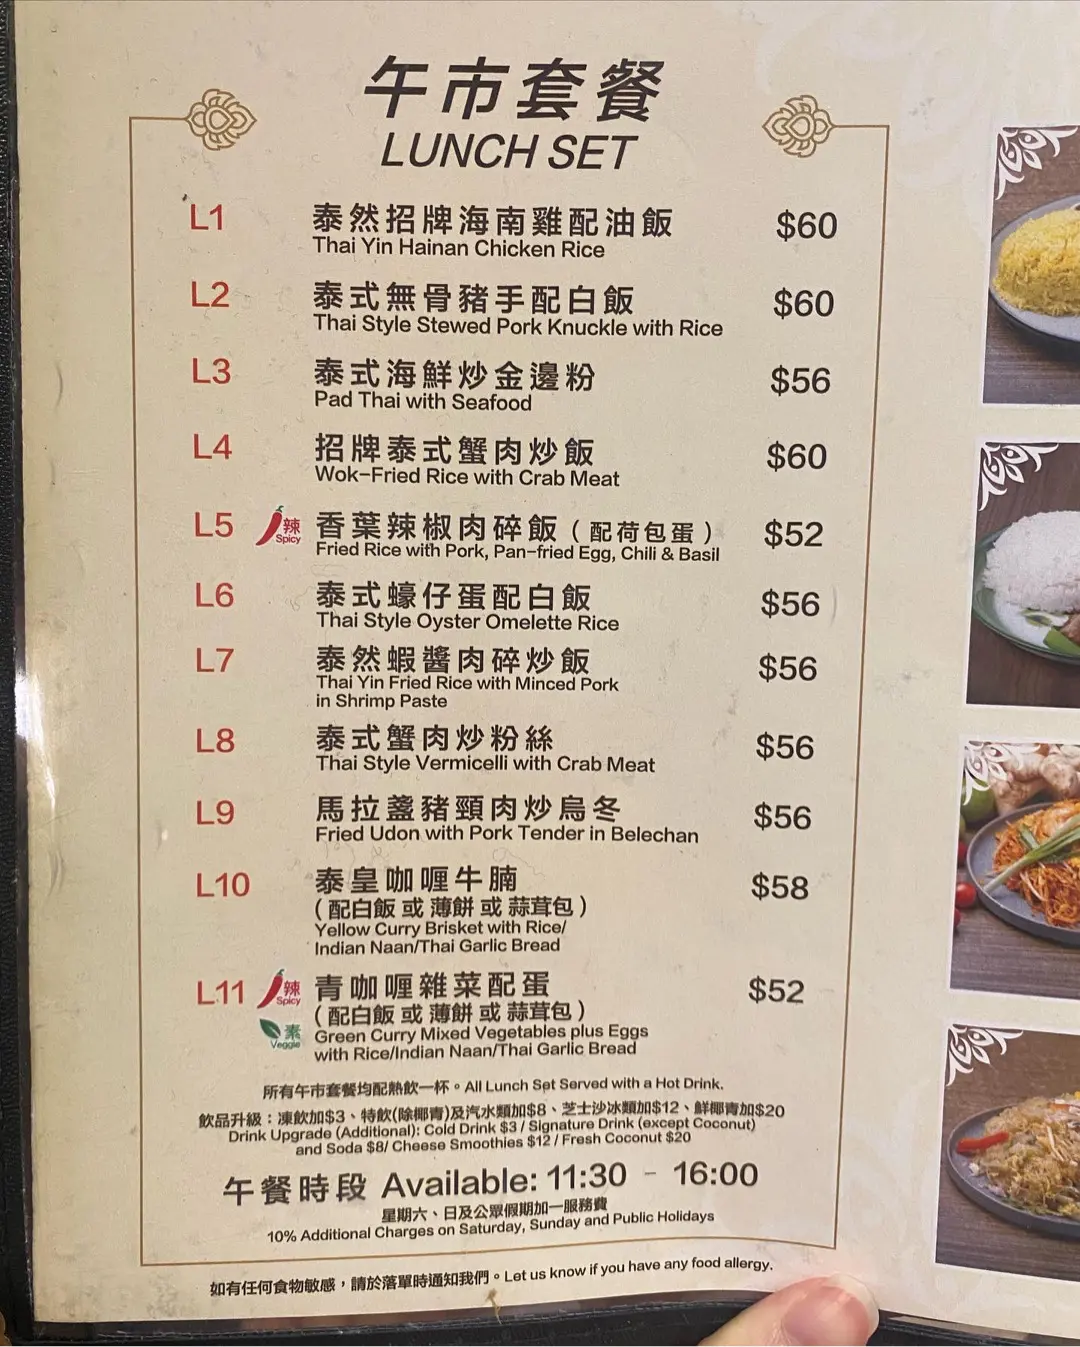 午市套餐
LUNCH SET
L1 泰然招牌海南雞配油飯 $60
Thai Yin Hainan Chicken Rice
L2 泰式無骨豬手配白飯 $60
Thai Style Stewed Pork Knuckle with Rice
L3 泰式海鮮炒金邊粉 $56
Pad Thai with Seafood
L4 招牌泰式蟹肉炒飯 $60
Wok-Fried Rice with Crab Meat
L5 辣 Spicy 香葉辣椒肉碎飯（配荷包蛋） $52
Fried Rice with Pork, Pan-fried Egg, Chili & Basil
L6 泰式蠔仔蛋配白飯 $56
Thai Style Oyster Omelette Rice
L7 泰然蝦醬肉碎炒飯 $56
Thai Yin Fried Rice with Minced Pork
in Shrimp Paste
L8 泰式蟹肉炒粉絲 $56
Thai Style Vermicelli with Crab Meat
L9 馬拉盞豬頸肉炒烏冬 $56
Fried Udon with Pork Tender in Belechan
L10 泰皇咖喱牛腩 $58
（配白飯 或 薄餅 或 蒜茸包）
Yellow Curry Brisket with Rice/
Indian Naan/Thai Garlic Bread
L11 辣 Spicy 青咖喱雜菜配蛋 $52
（配白飯 或 薄餅 或 蒜茸包）
素 Veggie Green Curry Mixed Vegetables plus Eggs
with Rice/Indian Naan/Thai Garlic Bread
所有午市套餐均配熱飲一杯。All Lunch Set Served with a Hot Drink.
飲品升級：凍飲加$3、特飲(除椰青)及汽水類加$8、芝士沙冰類加$12、鮮椰青加$20
Drink Upgrade (Additional): Cold Drink $3 / Signature Drink (except Coconut)
and Soda $8/ Cheese Smoothies $12 / Fresh Coconut $20
午餐時段 Available: 11:30 - 16:00
星期六、日及公眾假期加一服務費
10% Additional Charges on Saturday, Sunday and Public Holidays
如有任何食物敏感，請於落單時通知我們。Let us know if you have any food allergy.